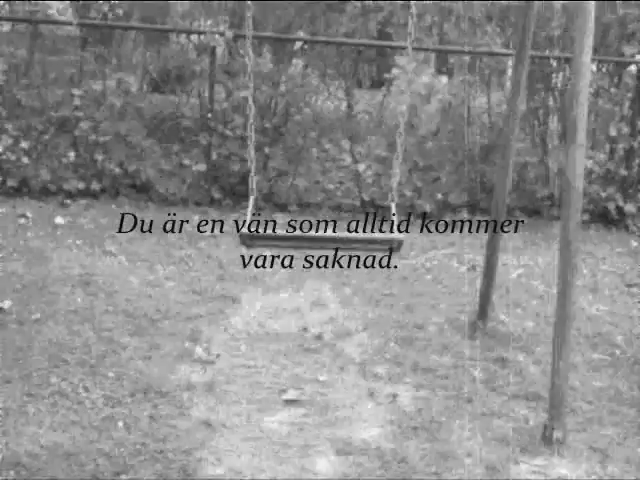 Du är en vän som alltid kommer
vara saknad.